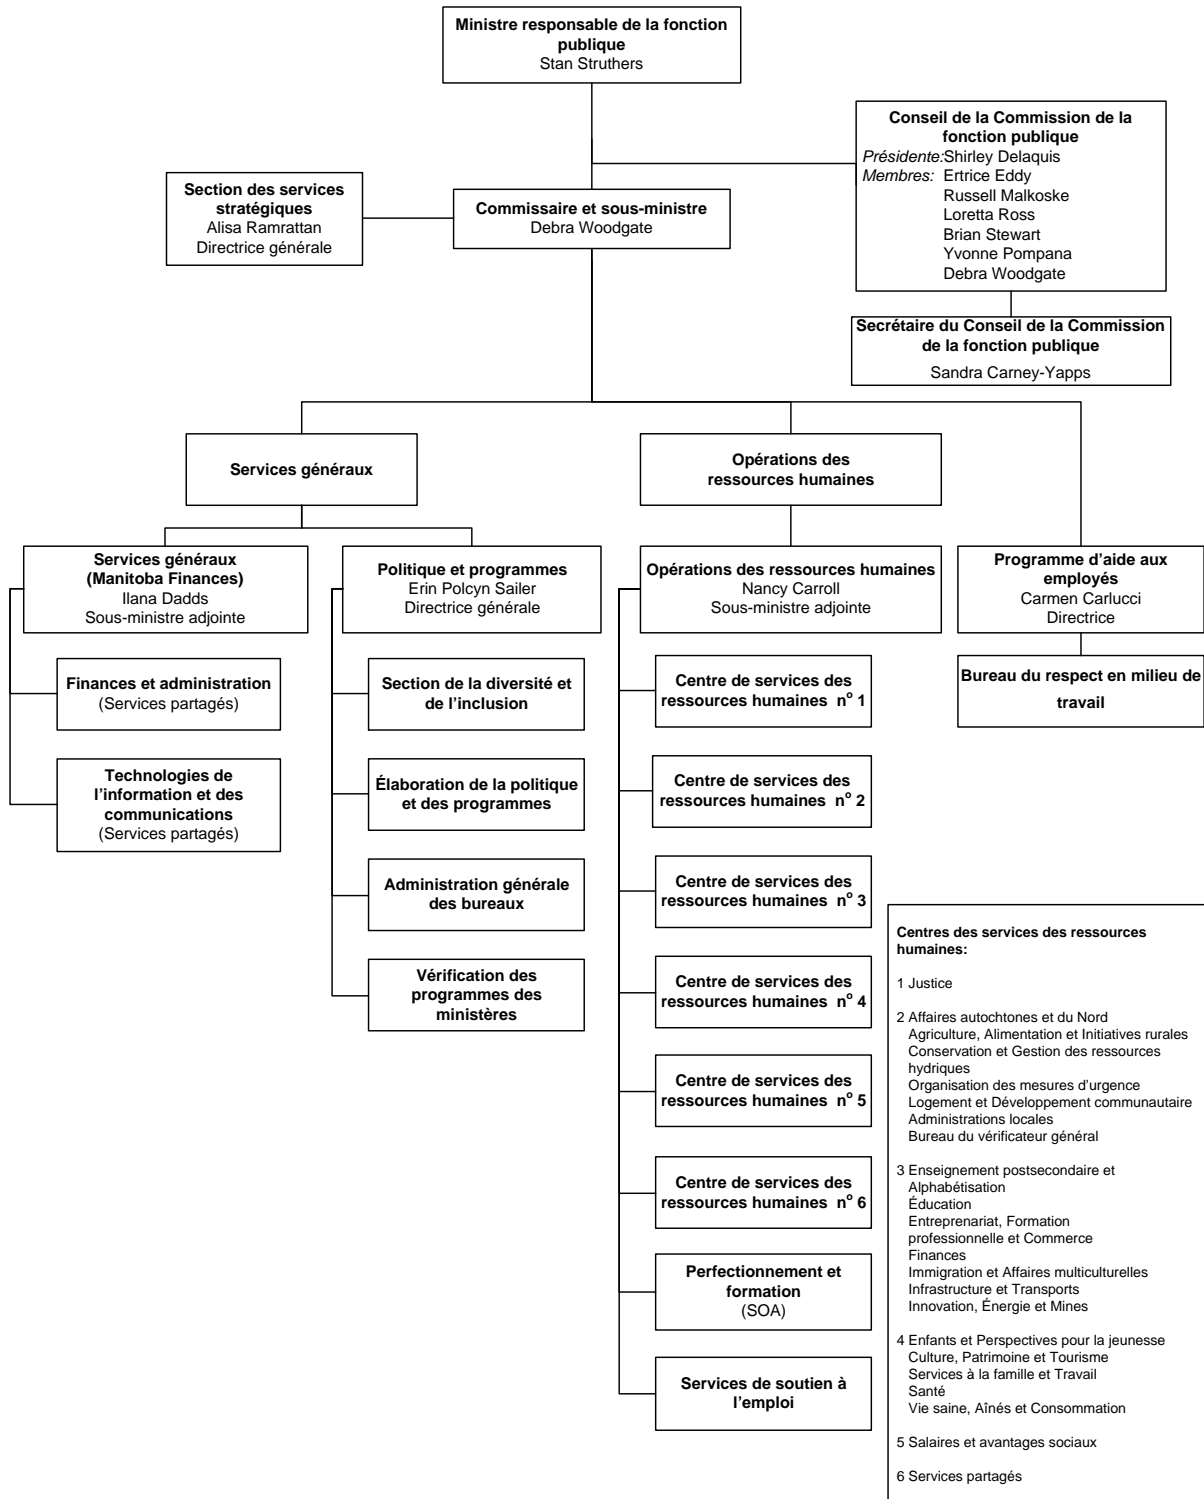 Ministre responsable de la fonction
publique
Stan Struthers
Conseil de la Commission de la
fonction publique
Présidente:Shirley Delaquis
Membres: Ertrice Eddy
Russell Malkoske
Loretta Ross
Brian Stewart
Yvonne Pompana
Debra Woodgate
Section des services
stratégiques
Alisa Ramrattan
Directrice générale
Commissaire et sous-ministre
Debra Woodgate
Secrétaire du Conseil de la Commission
de la fonction publique
Sandra Carney-Yapps
Services généraux
Opérations des
ressources humaines
Services généraux
(Manitoba Finances)
Ilana Dadds
Sous-ministre adjointe
Politique et programmes
Erin Polcyn Sailer
Directrice générale
Opérations des ressources humaines
Nancy Carroll
Sous-ministre adjointe
Programme d'aide aux
employés
Carmen Carlucci
Directrice
Finances et administration
(Services partagés)
Technologies de
l'information et des
communications
(Services partagés)
Section de la diversité et
de l'inclusion
Élaboration de la politique
et des programmes
Administration générale
des bureaux
Vérification des
programmes des
ministères
Centre de services des
ressources humaines no 1
Centre de services des
ressources humaines no 2
Centre de services des
ressources humaines no 3
Centre de services des
ressources humaines no 4
Centre de services des
ressources humaines no 5
Centre de services des
ressources humaines no 6
Perfectionnement et
formation
(SOA)
Services de soutien à
l'emploi
Bureau du respect en milieu de
travail
Centres des services des ressources
humaines:
1 Justice
2 Affaires autochtones et du Nord
Agriculture, Alimentation et Initiatives rurales
Conservation et Gestion des ressources
hydriques
Organisation des mesures d'urgence
Logement et Développement communautaire
Administrations locales
Bureau du vérificateur général
3 Enseignement postsecondaire et
Alphabétisation
Éducation
Entreprenariat, Formation
professionnelle et Commerce
Finances
Immigration et Affaires multiculturelles
Infrastructure et Transports
Innovation, Énergie et Mines
4 Enfants et Perspectives pour la jeunesse
Culture, Patrimoine et Tourisme
Services à la famille et Travail
Santé
Vie saine, Aînés et Consommation
5 Salaires et avantages sociaux
6 Services partagés